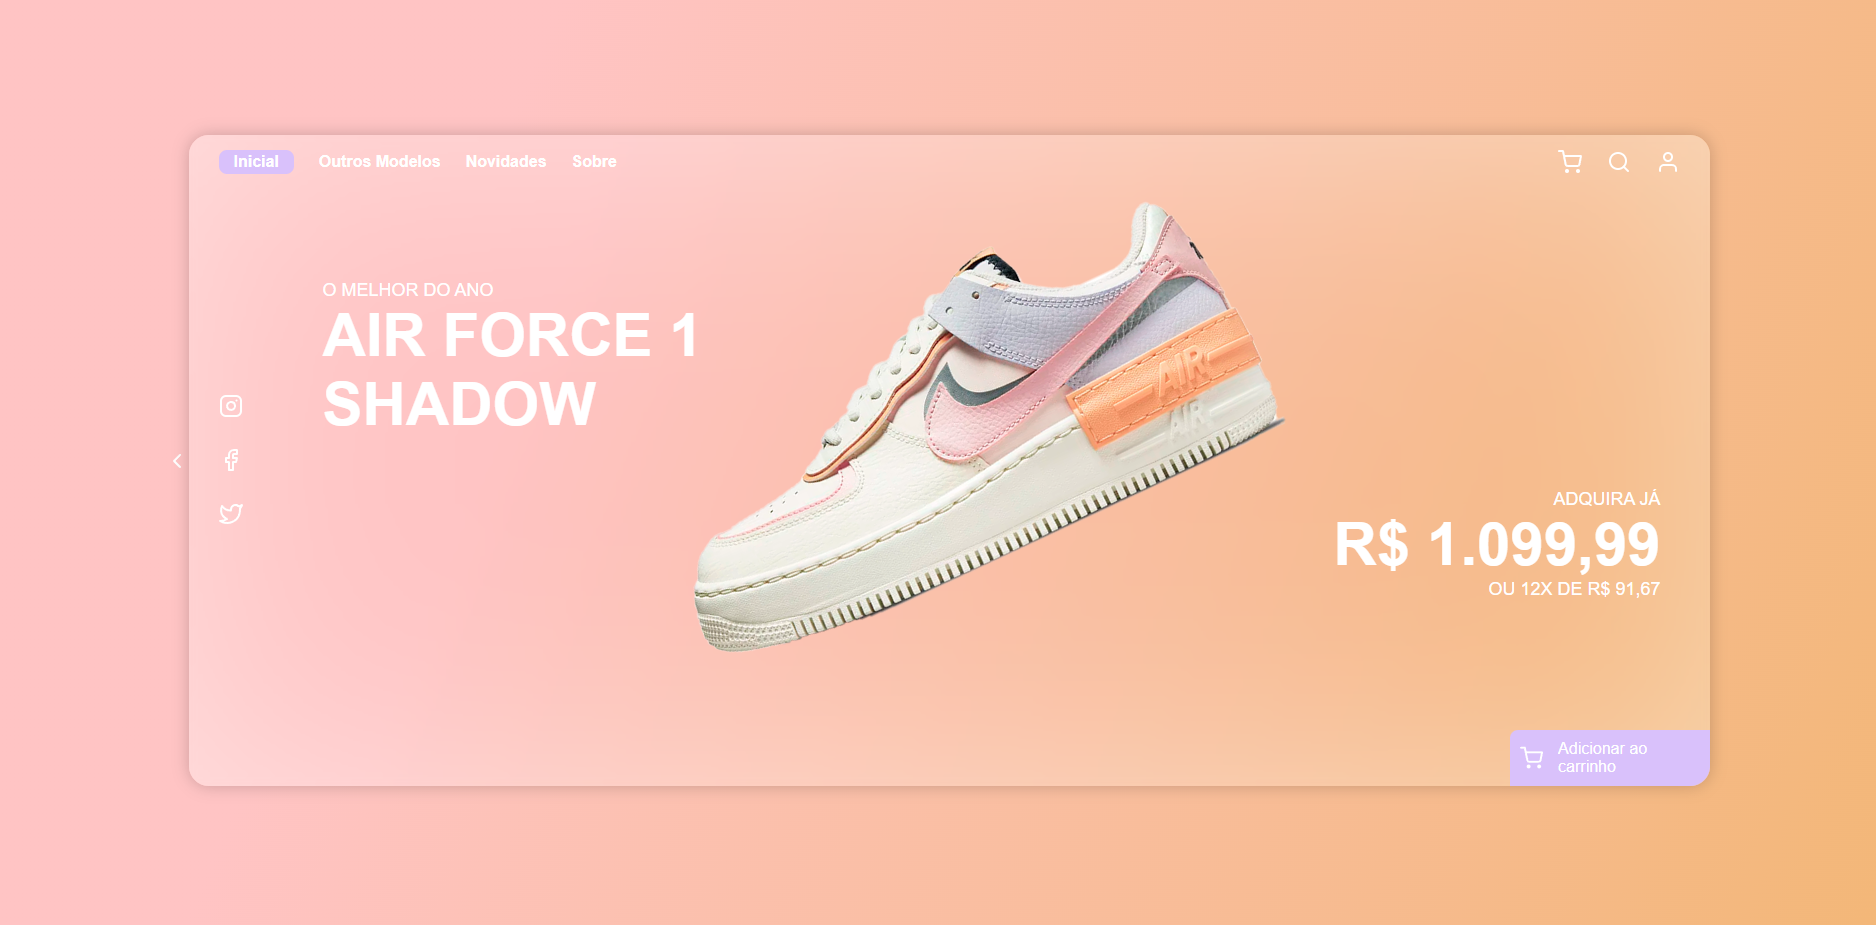 Inicial Outros Modelos Novidades Sobre
O MELHOR DO ANO
AIR FORCE 1
SHADOW
AIR
AIR
ADQUIRA JÁ
R$ 1.099,99
OU 12X DE R$ 91,67
Adicionar ao
carrinho